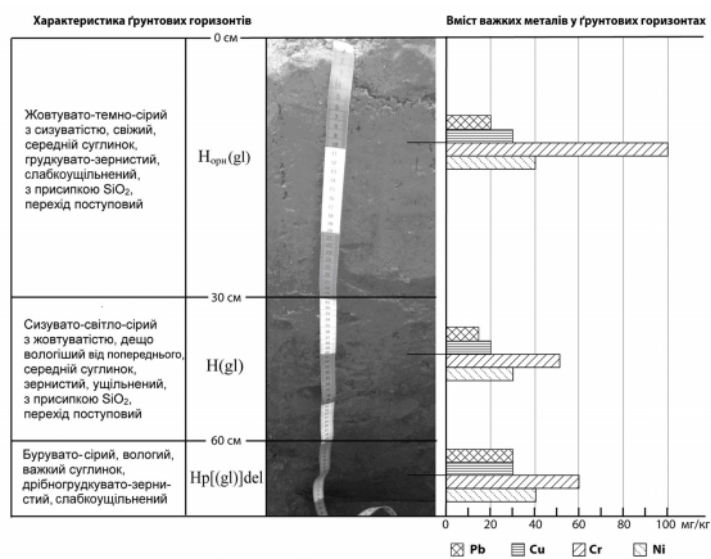 Характеристика ґрунтових горизонтів
Вміст важких металів у ґрунтових горизонтах
0 см
Жовтувато-темно-сірий
з сизуватістю, свіжий,
середній суглинок,
грудкувато-зернистий,
слабкоущільнений,
з присипкою SiO₂,
перехід поступовий
Hорн(gl)
30 см
Сизувато-світло-сірий
з жовтуватістю, дещо
вологіший від попереднього,
середній суглинок,
зернистий, ущільнений,
з присипкою SiO₂,
перехід поступовий
H(gl)
60 см
Бурувато-сірий, вологий,
важкий суглинок,
дрібногрудкувато-зерни-
стий, слабкоущільнений
Hp[(gl)]del
0 20 40 60 80 100 мг/кг
Pb Cu Cr Ni